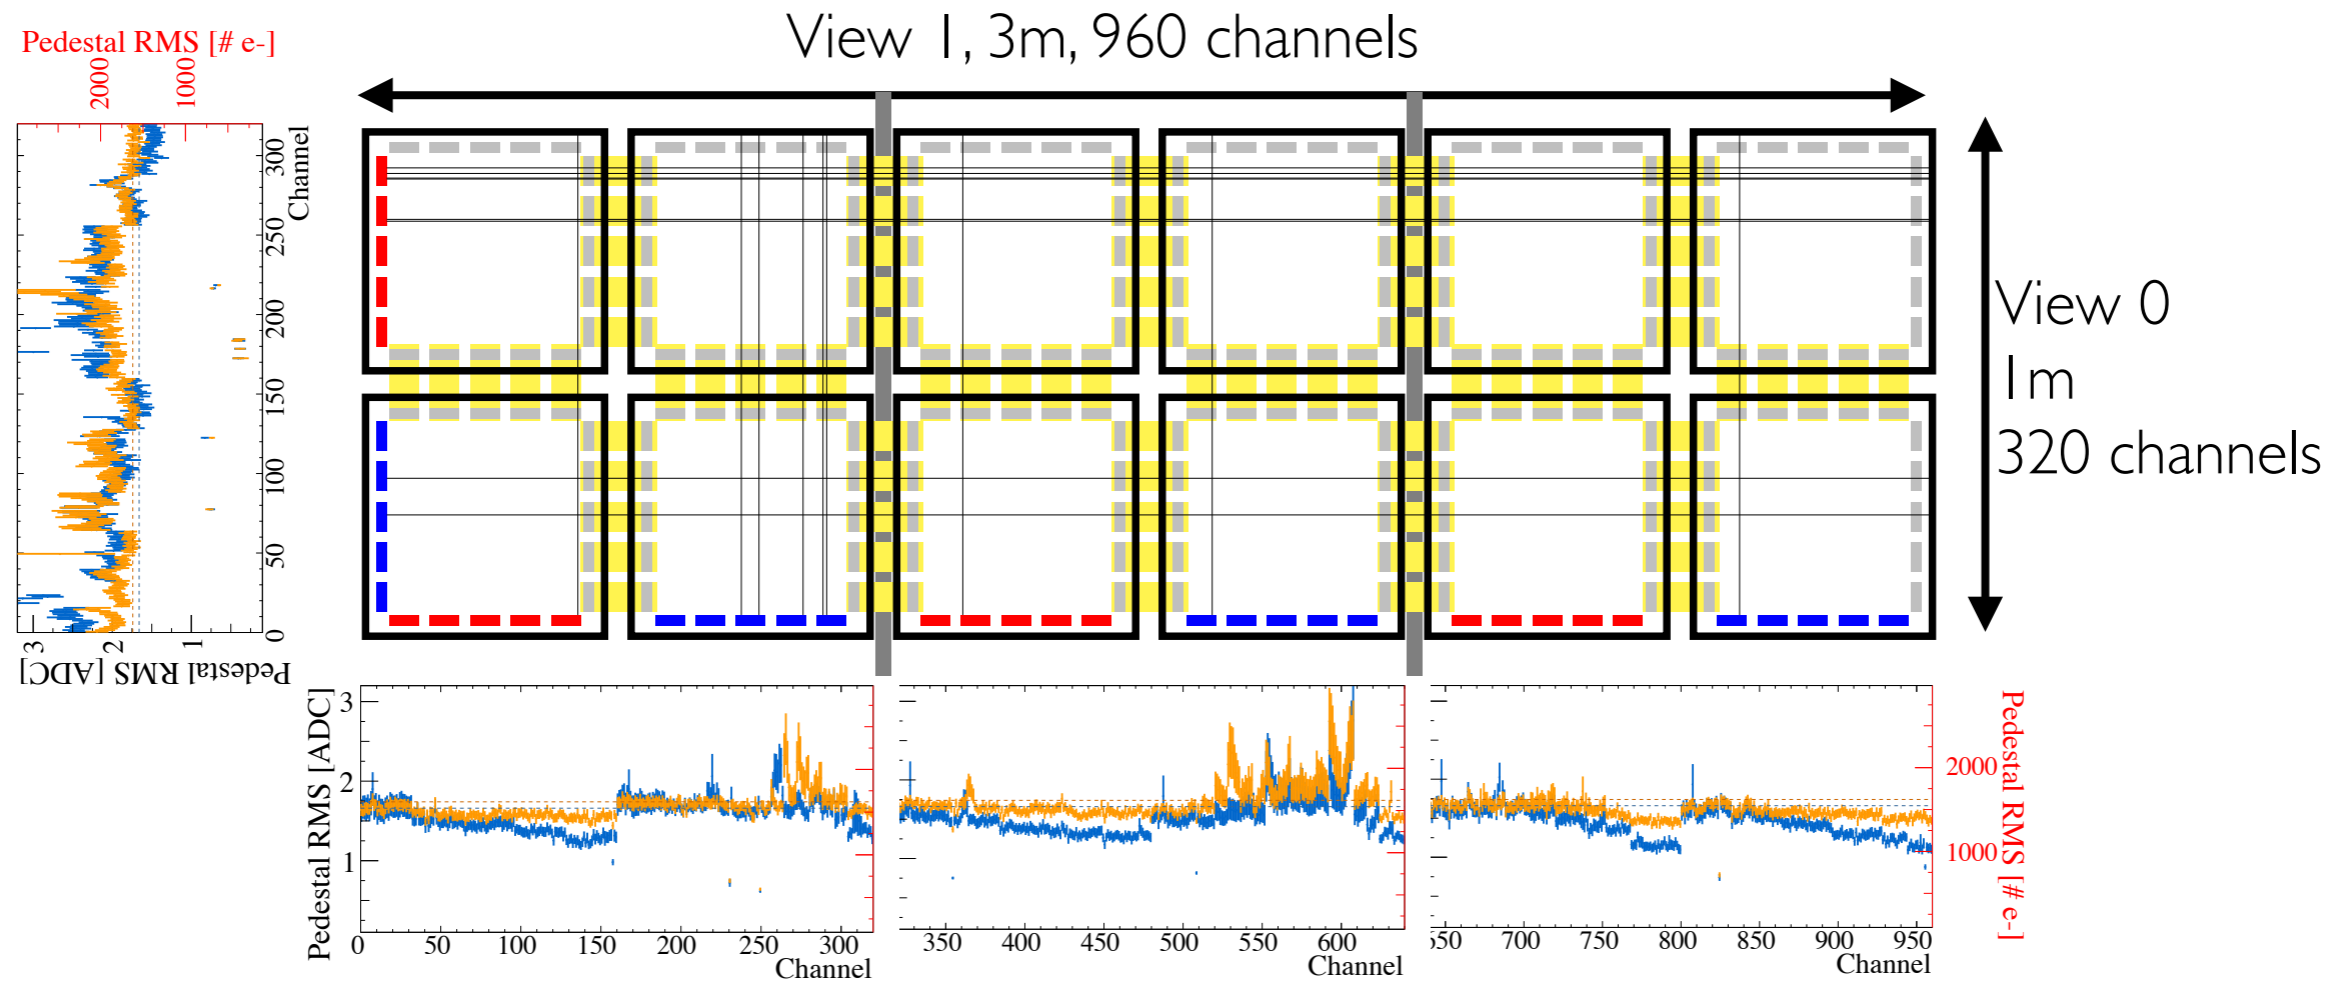 View 1, 3m, 960 channels
Pedestal RMS [# e-]
2000 1000
300
250
200
150
100
50
0
Channel
3 2 1
Pedestal RMS [ADC]
View 0
1m
320 channels
Pedestal RMS [ADC]
3
2
1
0 50 100 150 200 250 300
Channel
350 400 450 500 550 600
Channel
650 700 750 800 850 900 950
Channel
2000
1000
Pedestal RMS [# e-]